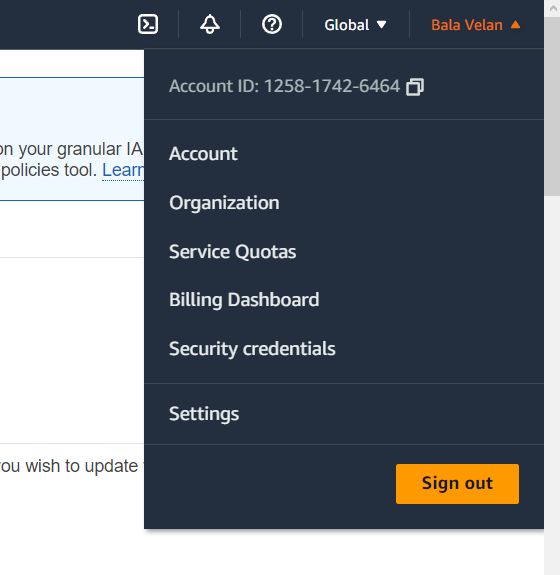 Global
Bala Velan
Account ID: 1258-1742-6464
on your granular IA
policies tool. Learn
Account
Organization
Service Quotas
Billing Dashboard
Security credentials
Settings
you wish to update
Sign out